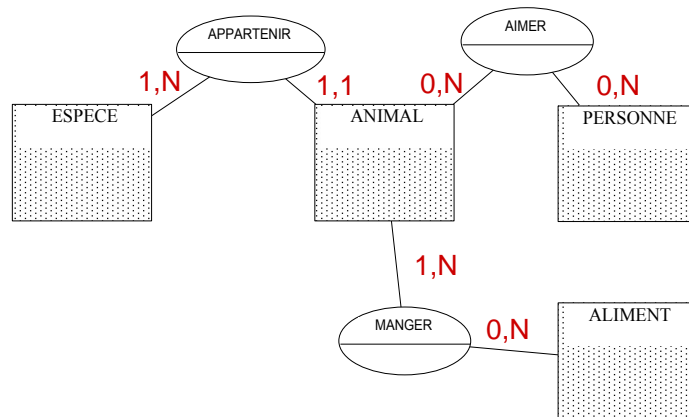 APPARTENIR
AIMER
1,N
1,1
0,N
0,N
ESPECE
ANIMAL
PERSONNE
1,N
MANGER
0,N
ALIMENT